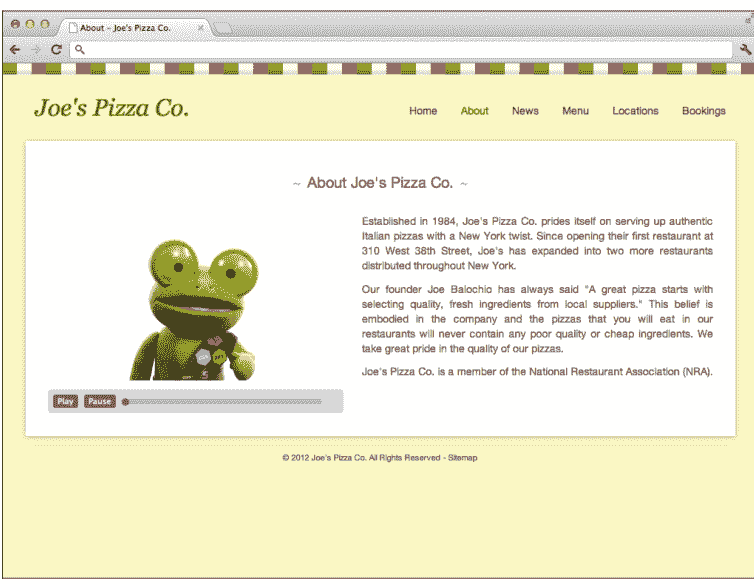 About - Joe's Pizza Co.
Joe's Pizza Co.
Home About News Menu Locations Bookings
~ About Joe's Pizza Co. ~
Established in 1984, Joe's Pizza Co. prides itself on serving up authentic
Italian pizzas with a New York twist. Since opening their first restaurant at
310 West 38th Street, Joe's has expanded into two more restaurants
distributed throughout New York.
Our founder Joe Balochio has always said "A great pizza starts with
selecting quality, fresh ingredients from local suppliers." This belief is
embodied in the company and the pizzas that you will eat in our
restaurants will never contain any poor quality or cheap ingredients. We
take great pride in the quality of our pizzas.
Joe's Pizza Co. is a member of the National Restaurant Association (NRA).
Play Pause
© 2012 Joe's Pizza Co. All Rights Reserved - Sitemap